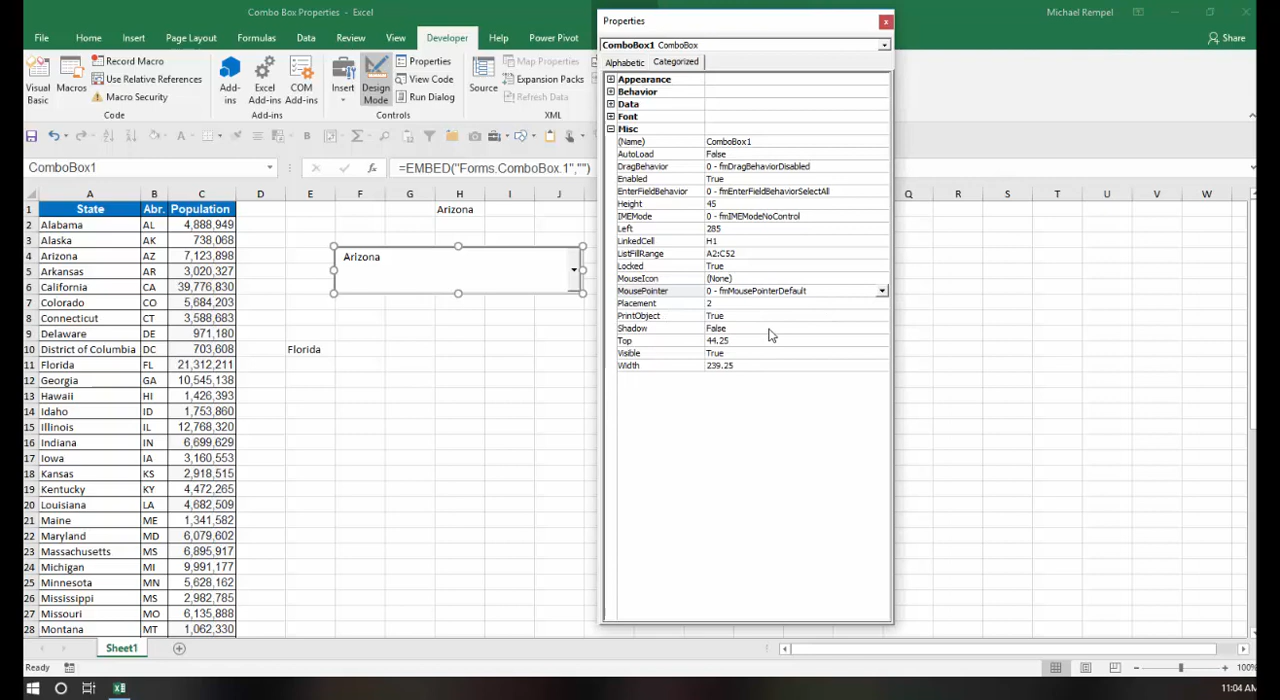 Combo Box Properties - Excel
Michael Rempel
File Home Insert Page Layout Formulas Data Review View Developer Help Power Pivot
Share
Visual Basic
Macros
Record Macro
Use Relative References
Macro Security
Code
Add-ins
Excel Add-ins
COM Add-ins
Add-ins
Insert
Design Mode
Properties
View Code
Run Dialog
Controls
Source
Map Properties
Expansion Packs
Refresh Data
XML
ComboBox1
=EMBED("Forms.ComboBox.1","")
A B C D E F G H I J Q R S T U V W
1 State Abr. Population Arizona
2 Alabama AL 4,888,949
3 Alaska AK 738,068
4 Arizona AZ 7,123,898 Arizona
5 Arkansas AR 3,020,327
6 California CA 39,776,830
7 Colorado CO 5,684,203
8 Connecticut CT 3,588,683
9 Delaware DE 971,180
10 District of Columbia DC 703,608 Florida
11 Florida FL 21,312,211
12 Georgia GA 10,545,138
13 Hawaii HI 1,426,393
14 Idaho ID 1,753,860
15 Illinois IL 12,768,320
16 Indiana IN 6,699,629
17 Iowa IA 3,160,553
18 Kansas KS 2,918,515
19 Kentucky KY 4,472,265
20 Louisiana LA 4,682,509
21 Maine ME 1,341,582
22 Maryland MD 6,079,602
23 Massachusetts MS 6,895,917
24 Michigan MI 9,991,177
25 Minnesota MN 5,628,162
26 Mississippi MS 2,982,785
27 Missouri MO 6,135,888
28 Montana MT 1,062,330
Properties
ComboBox1 ComboBox
Alphabetic Categorized
Appearance
Behavior
Data
Font
Misc
(Name) ComboBox1
AutoLoad False
DragBehavior 0 - fmDragBehaviorDisabled
Enabled True
EnterFieldBehavior 0 - fmEnterFieldBehaviorSelectAll
Height 45
IMEMode 0 - fmIMEModeNoControl
Left 285
LinkedCell H1
ListFillRange A2:C52
Locked True
MouseIcon (None)
MousePointer 0 - fmMousePointerDefault
Placement 2
PrintObject True
Shadow False
Top 44.25
Visible True
Width 239.25
Sheet1
Ready
100%
11:04 AM